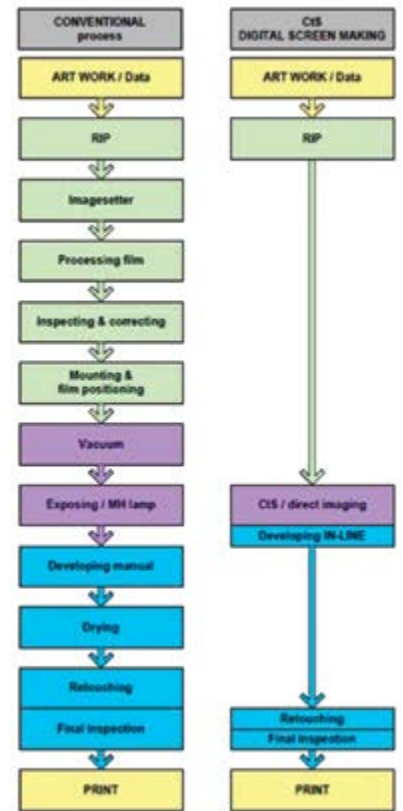 CONVENTIONAL
process
ART WORK / Data
RIP
Imagesetter
Processing film
Inspecting & correcting
Mounting &
film positioning
Vacuum
Exposing / MH lamp
Developing manual
Drying
Retouching
Final inspection
PRINT
CtS
DIGITAL SCREEN MAKING
ART WORK / Data
RIP
CtS / direct imaging
Developing IN-LINE
Retouching
Final inspection
PRINT